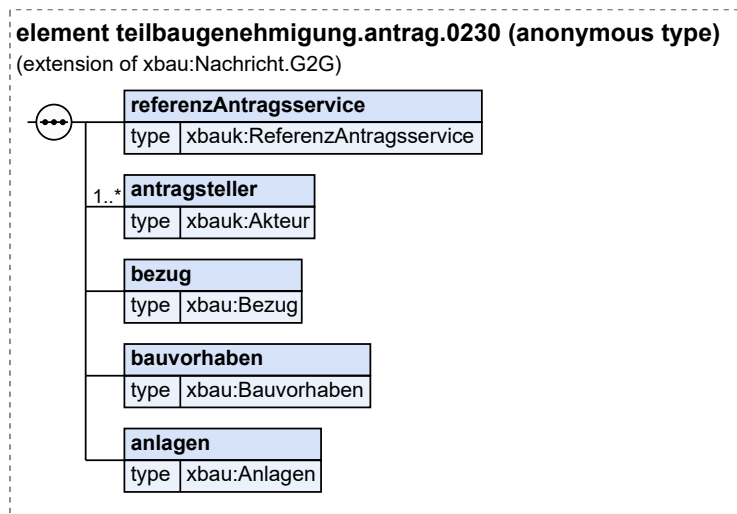 element teilbaugenehmigung.antrag.0230 (anonymous type)
(extension of xbau:Nachricht.G2G)
referenzAntragsservice
type xbauk:ReferenzAntragsservice
1..* antragsteller
type xbauk:Akteur
bezug
type xbau:Bezug
bauvorhaben
type xbau:Bauvorhaben
anlagen
type xbau:Anlagen